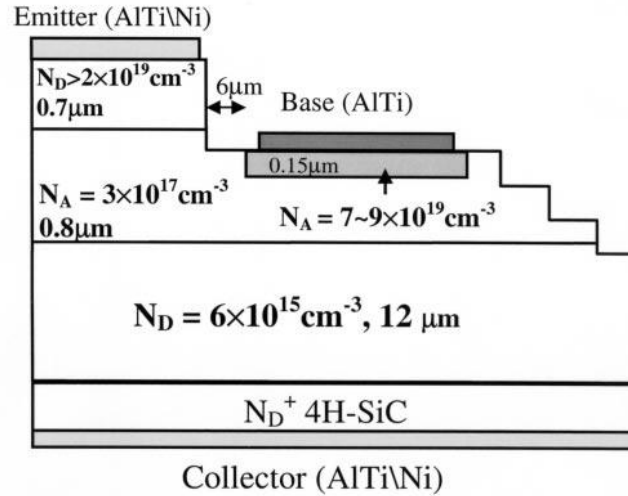 Emitter (AlTi\Ni)
N_D>2×10^19cm^-3
0.7μm
6μm
Base (AlTi)
0.15μm
N_A = 3×10^17cm^-3
0.8μm
N_A = 7~9×10^19cm^-3
N_D = 6×10^15cm^-3, 12 μm
N_D^+ 4H-SiC
Collector (AlTi\Ni)